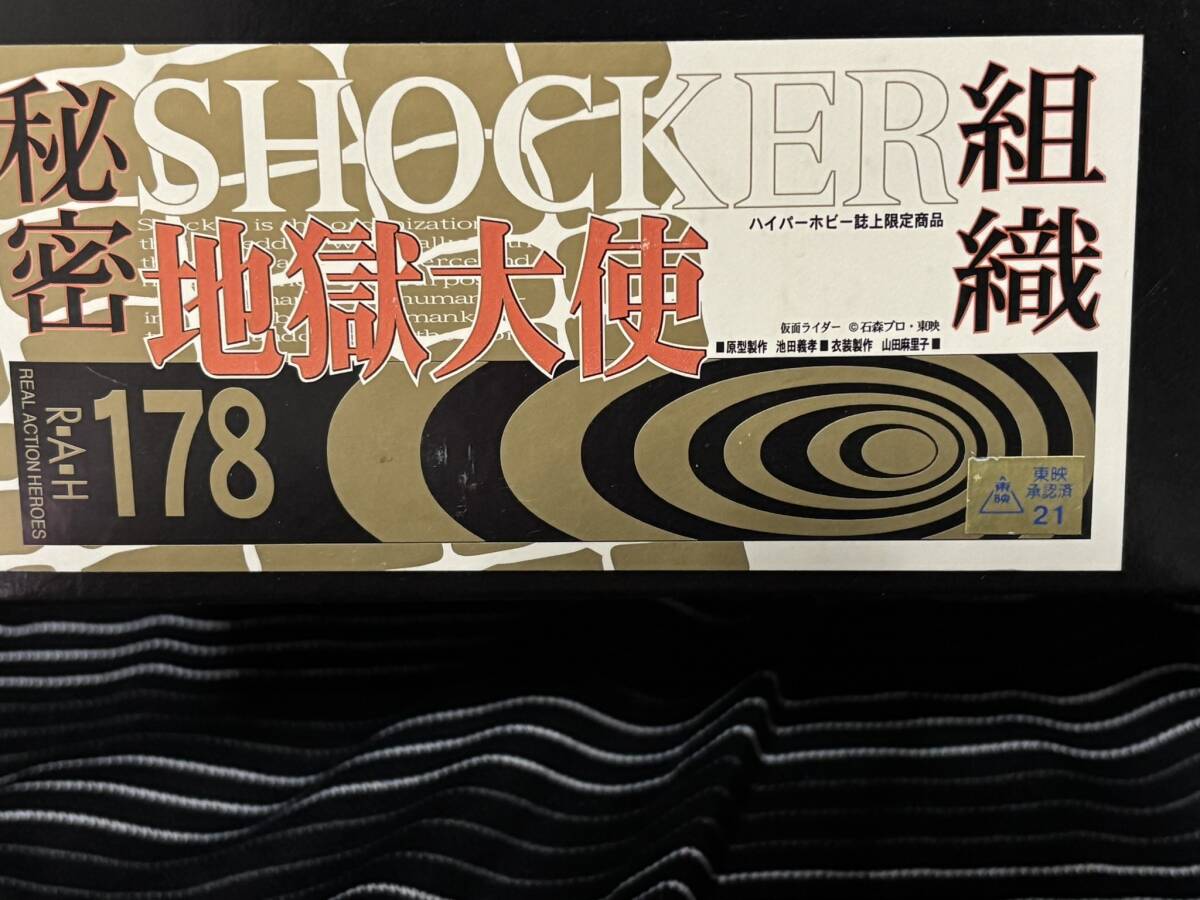 秘密
SHOCKER
組織
地獄大使
ハイパーホビー誌上限定商品
仮面ライダー ©石森プロ・東映
■原型製作 池田義孝■衣装製作 山田麻里子■
REAL ACTION HEROES
R・A・H
178
東映
東映
承認済
21